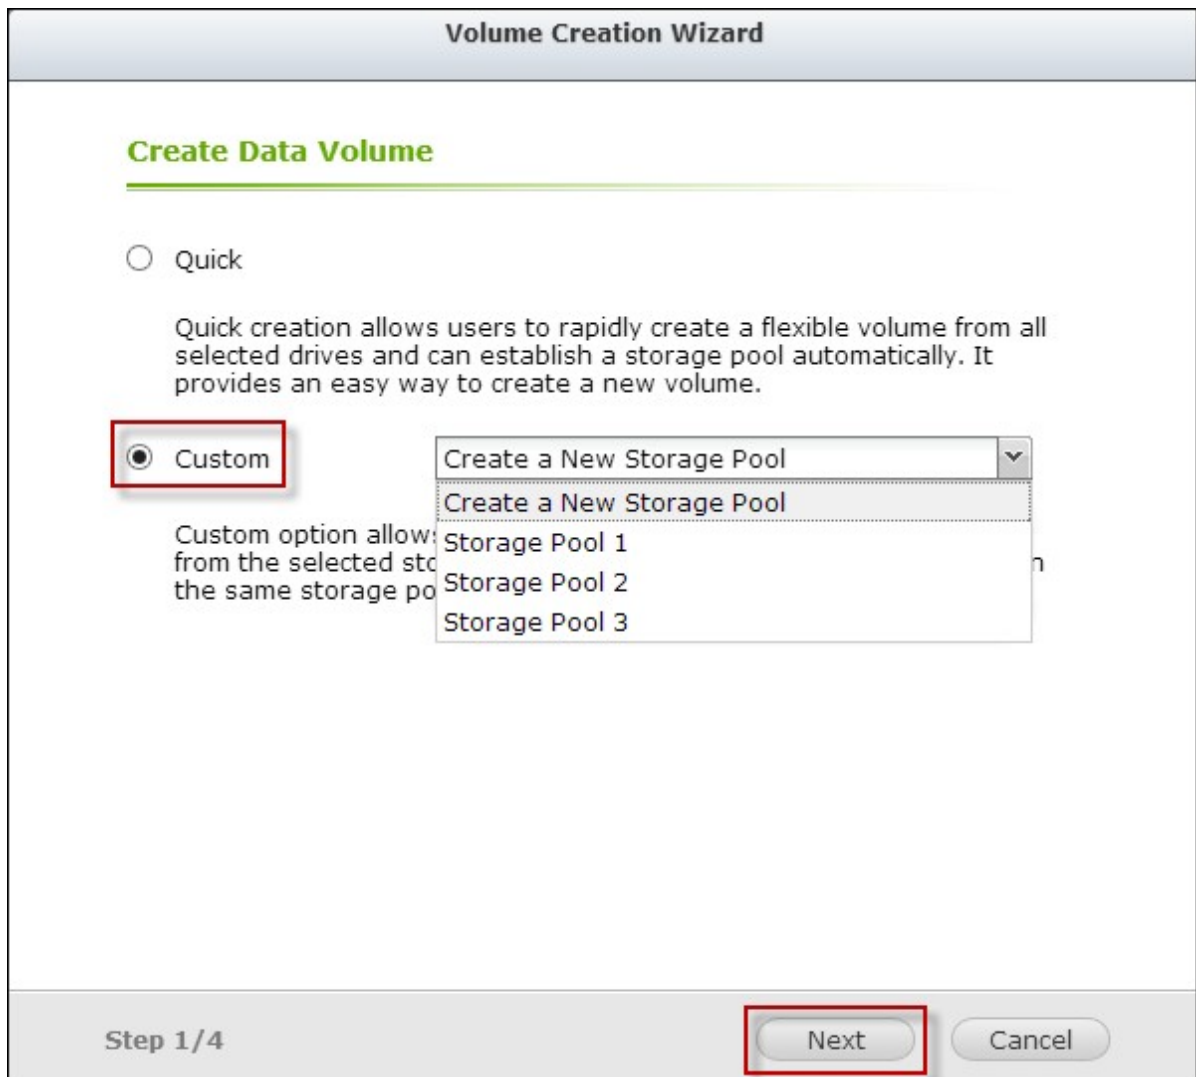 Volume Creation Wizard
Create Data Volume
Quick
Quick creation allows users to rapidly create a flexible volume from all
selected drives and can establish a storage pool automatically. It
provides an easy way to create a new volume.
Custom
Create a New Storage Pool
Create a New Storage Pool
Storage Pool 1
Storage Pool 2
Storage Pool 3
Custom option
from the selected
the same storage
Step 1/4
Next
Cancel